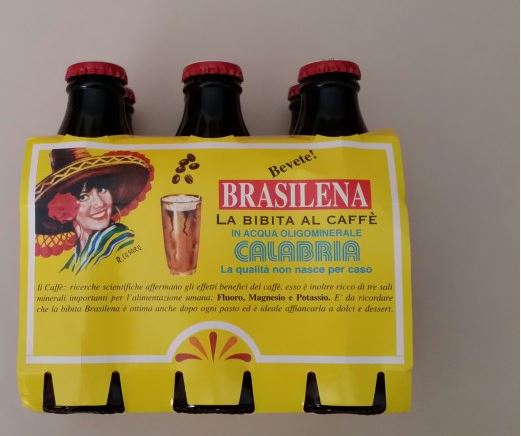 Bevete!
BRASILENA
LA BIBITA AL CAFFÈ
IN ACQUA OLIGOMINERALE
CALABRIA
La qualità non nasce per caso
Il Caffè: ricerche scientifiche affermano gli effeti benefici del caffè, esso è inoltre ricco di tre sali
minerali importanti per l'alimentazione umana: Fluoro, Magnesio e Potassio. E' da ricordare
che la bibita Brasilena è ottima anche dopo ogni pasto ed è ideale affiancarla a dolci e dessert.